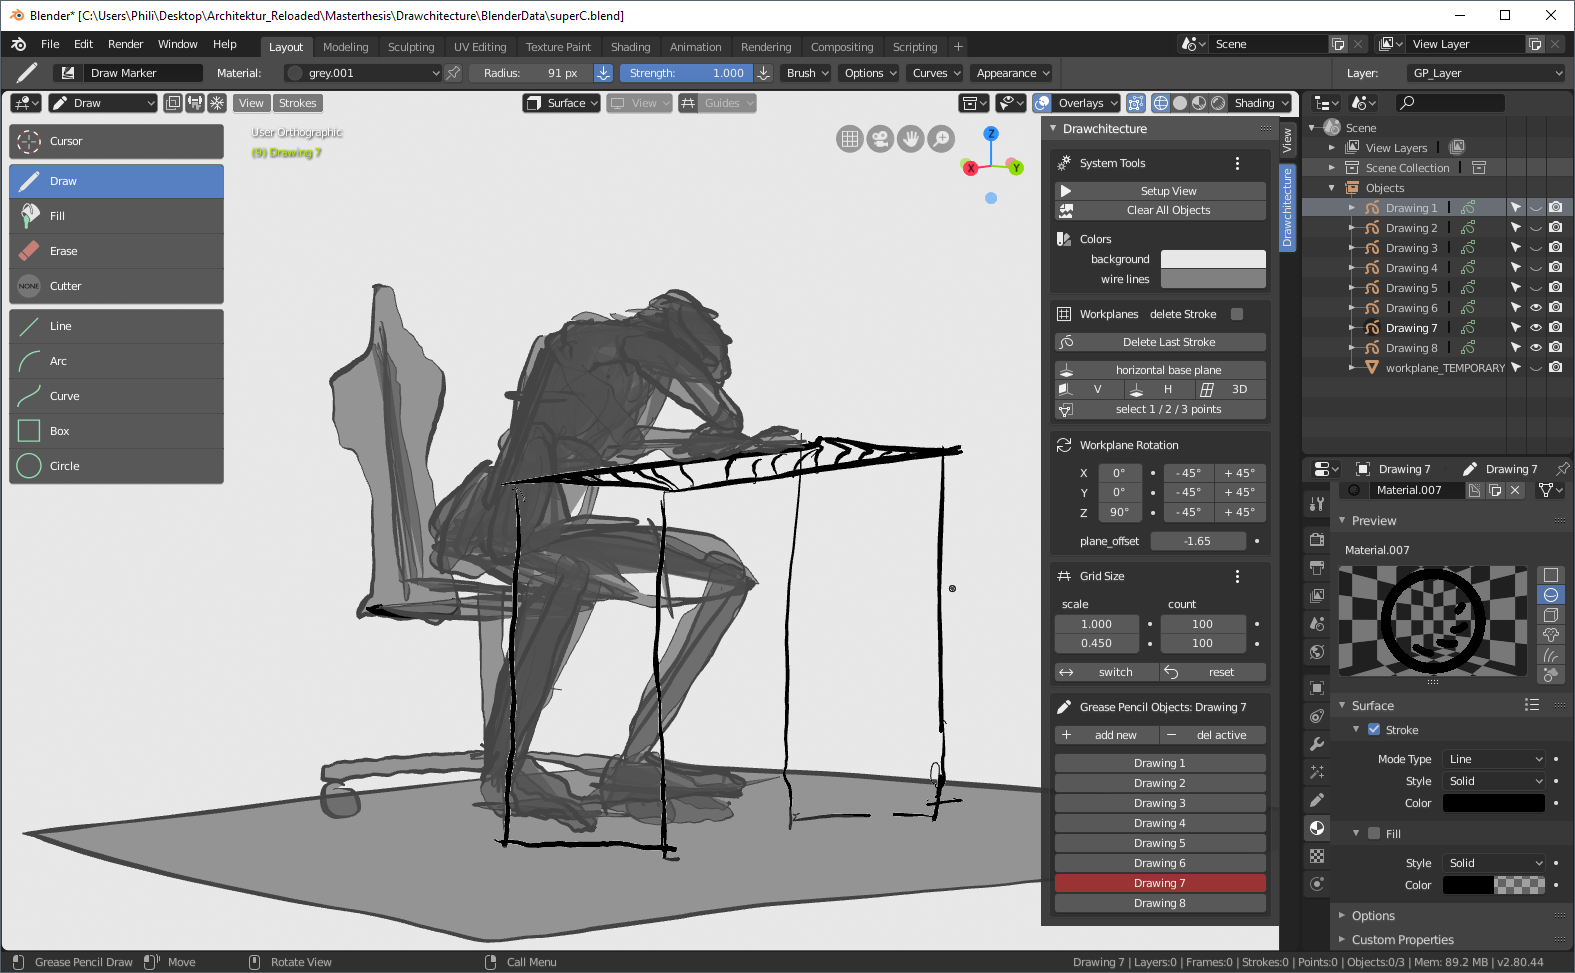 Blender* [C:\Users\Phili\Desktop\Architektur_Reloaded\Masterthesis\Drawchitecture\BlenderData\superC.blend]
File Edit Render Window Help Layout Modeling Sculpting UV Editing Texture Paint Shading Animation Rendering Compositing Scripting + Scene View Layer
Draw Marker Material: grey.001 Radius: 91 px Strength: 1.000 Brush Options Curves Appearance Layer: GP_Layer
Draw View Strokes Surface View Guides Overlays Shading
User Orthographic
(9) Drawing 7
Cursor
Draw
Fill
Erase
NONE Cutter
Line
Arc
Curve
Box
Circle
Z
X Y
Drawchitecture
System Tools
Setup View
Clear All Objects
Colors
background
wire lines
Workplanes delete Stroke
Delete Last Stroke
horizontal base plane
V H 3D
select 1 / 2 / 3 points
Workplane Rotation
X 0° - 45° + 45°
Y 0° - 45° + 45°
Z 90° - 45° + 45°
plane_offset -1.65
Grid Size
scale count
1.000 100
0.450 100
switch reset
Grease Pencil Objects: Drawing 7
+ add new − del active
Drawing 1
Drawing 2
Drawing 3
Drawing 4
Drawing 5
Drawing 6
Drawing 7
Drawing 8
View
Drawchitecture
Scene
View Layers
Scene Collection
Objects
Drawing 1
Drawing 2
Drawing 3
Drawing 4
Drawing 5
Drawing 6
Drawing 7
Drawing 8
workplane_TEMPORARY
Drawing 7 Drawing 7
Material.007
Preview
Material.007
Surface
Stroke
Mode Type Line
Style Solid
Color
Fill
Style Solid
Color
Options
Custom Properties
Grease Pencil Draw Move Rotate View Call Menu Drawing 7 | Layers:0 | Frames:0 | Strokes:0 | Points:0 | Objects:0/3 | Mem: 89.2 MB | v2.80.44